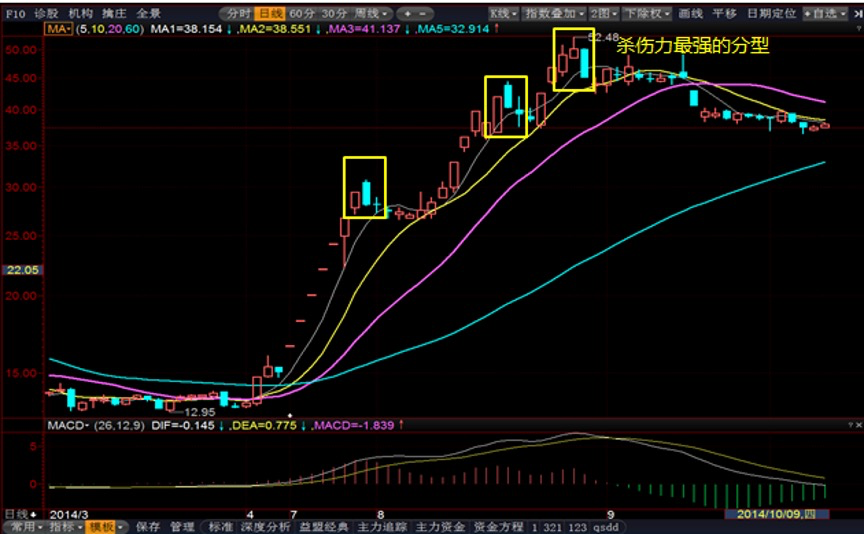 F10 诊股 机构 擒庄 全景 分时 日线 60分 30分 周线 + − K线 指数叠加 2图 下除权 画线 平移 日期定位 +自选
MA (5,10,20,60) MA1=38.154↓,MA2=38.551↓,MA3=41.137↓,MA5=32.914↑
52.48 杀伤力最强的分型
50.00
45.00
40.00
35.00
30.00
25.00
22.05
20.00
15.00
12.95
MACD (26,12,9) DIF=-0.145↓,DEA=0.775↓,MACD=-1.839↑
5
0
日线 2014/3 4 7 8 9 2014/10/09,四
常用 指标 模板 保存 管理 标准 深度分析 益盟经典 主力追踪 主力资金 资金方程 1 321 123 qsdd